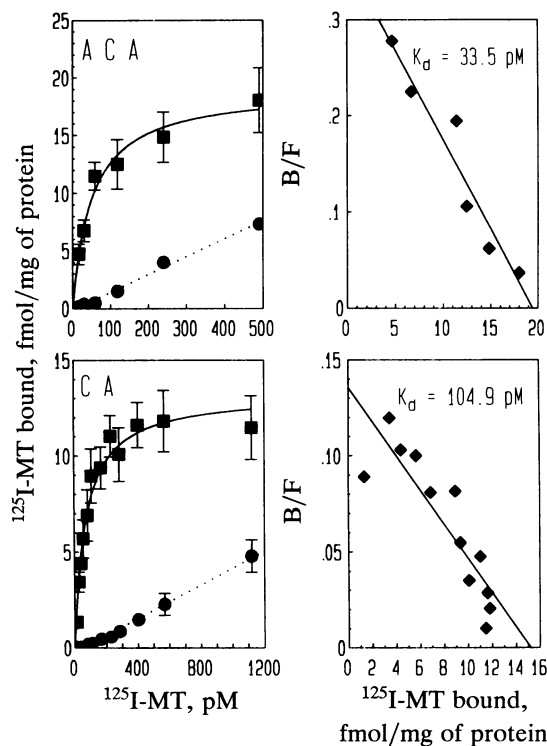 A C A
25
20
15
10
5
0
0 100 200 300 400 500
K_d = 33.5 pM
B/F
.3
.2
.1
0
0 5 10 15 20
¹²⁵I-MT bound, fmol/mg of protein
C A
15
10
5
0
0 400 800 1200
¹²⁵I-MT, pM
K_d = 104.9 pM
B/F
.15
.10
.05
0
0 2 4 6 8 10 12 14 16
¹²⁵I-MT bound,
fmol/mg of protein